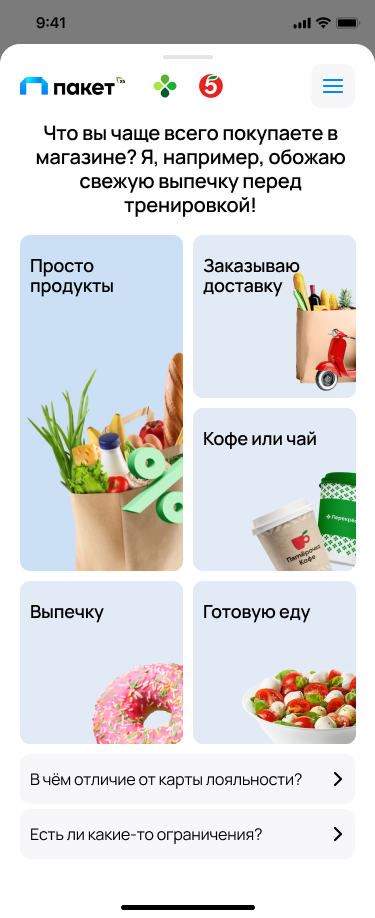 9:41
пакет X5
5
Что вы чаще всего покупаете в
магазине? Я, например, обожаю
свежую выпечку перед
тренировкой!
Просто
продукты
Заказываю
доставку
%
Кофе или чай
Перекрё
Пятёрочка
Кофе
Выпечку
Готовую еду
В чём отличие от карты лояльности?
Есть ли какие-то ограничения?